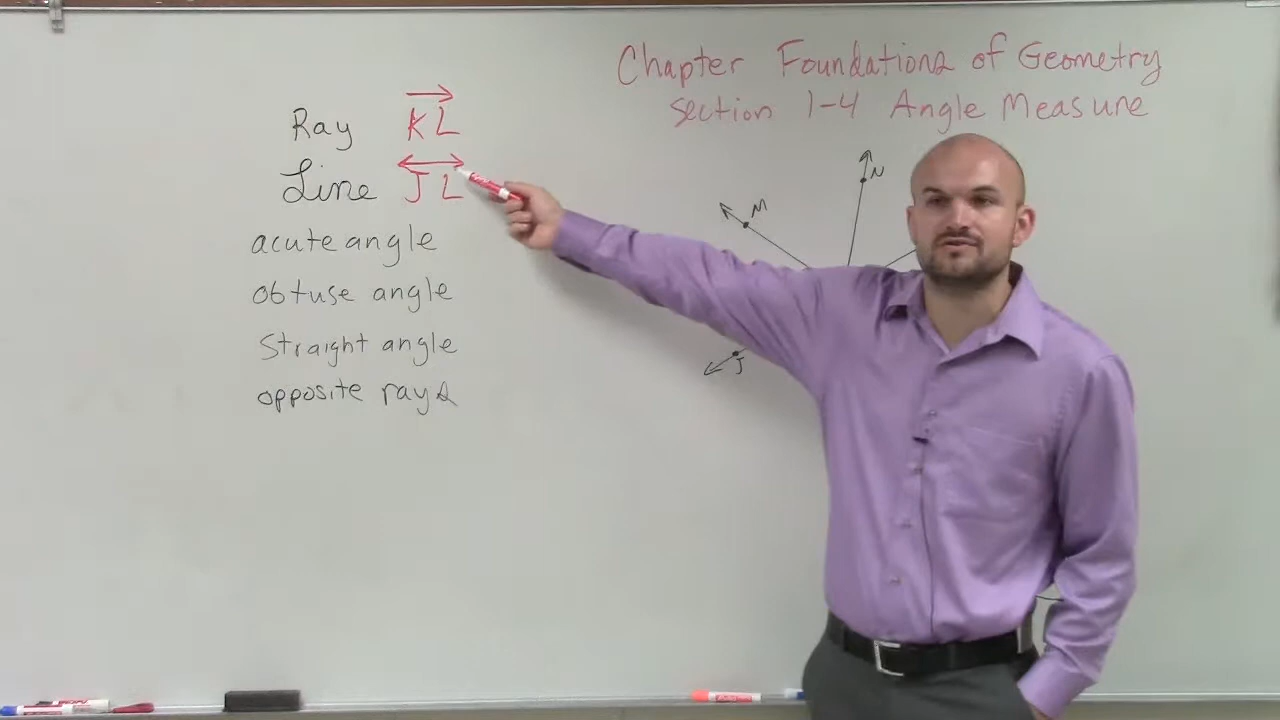 Chapter Foundations of Geometry
section 1-4 Angle Measure
Ray KL
Line JL
acute angle
obtuse angle
straight angle
opposite rays
M
N
J